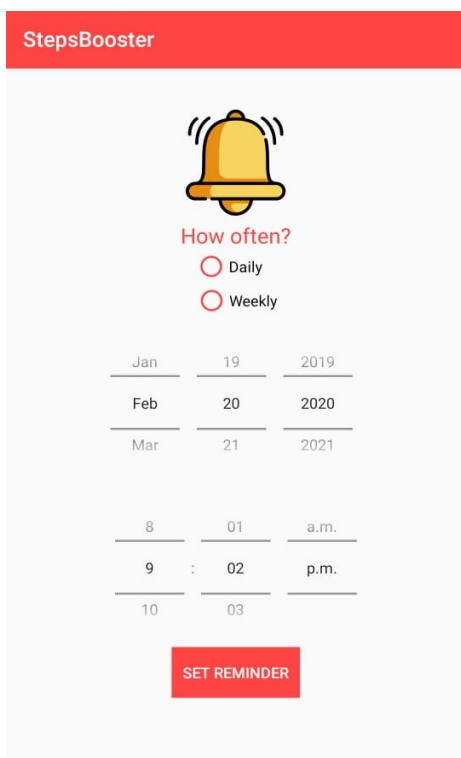 StepsBooster
How often?
Daily
Weekly
Jan 19 2019
Feb 20 2020
Mar 21 2021
8 01 a.m.
9 : 02 p.m.
10 03
SET REMINDER